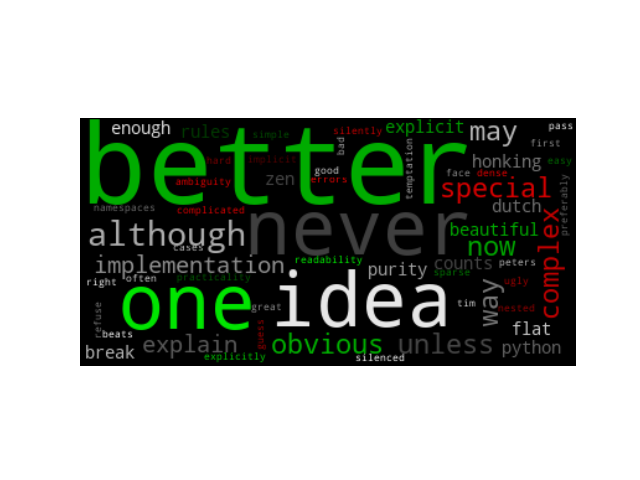 enough rules simple silently explicit may pass
better
bad temptation first
hard implicit good honking easy
zen errors face dense
ambiguity special
namespaces complicated dutch preferably
although never beautiful
cases now complex
implementation readability purity counts peters
right often practicality sparse ugly
one idea way
great tim nested
refuse beats guess flat
break explain obvious unless python
explicitly silenced